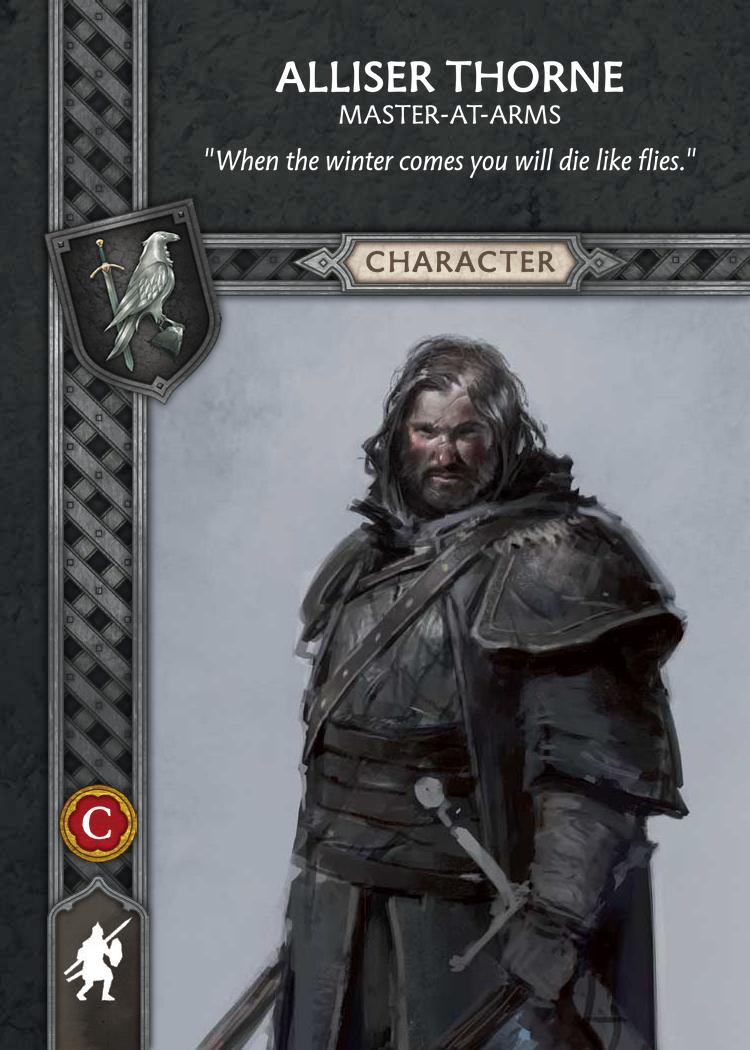 ALLISER THORNE
MASTER-AT-ARMS
"When the winter comes you will die like flies."
CHARACTER
C